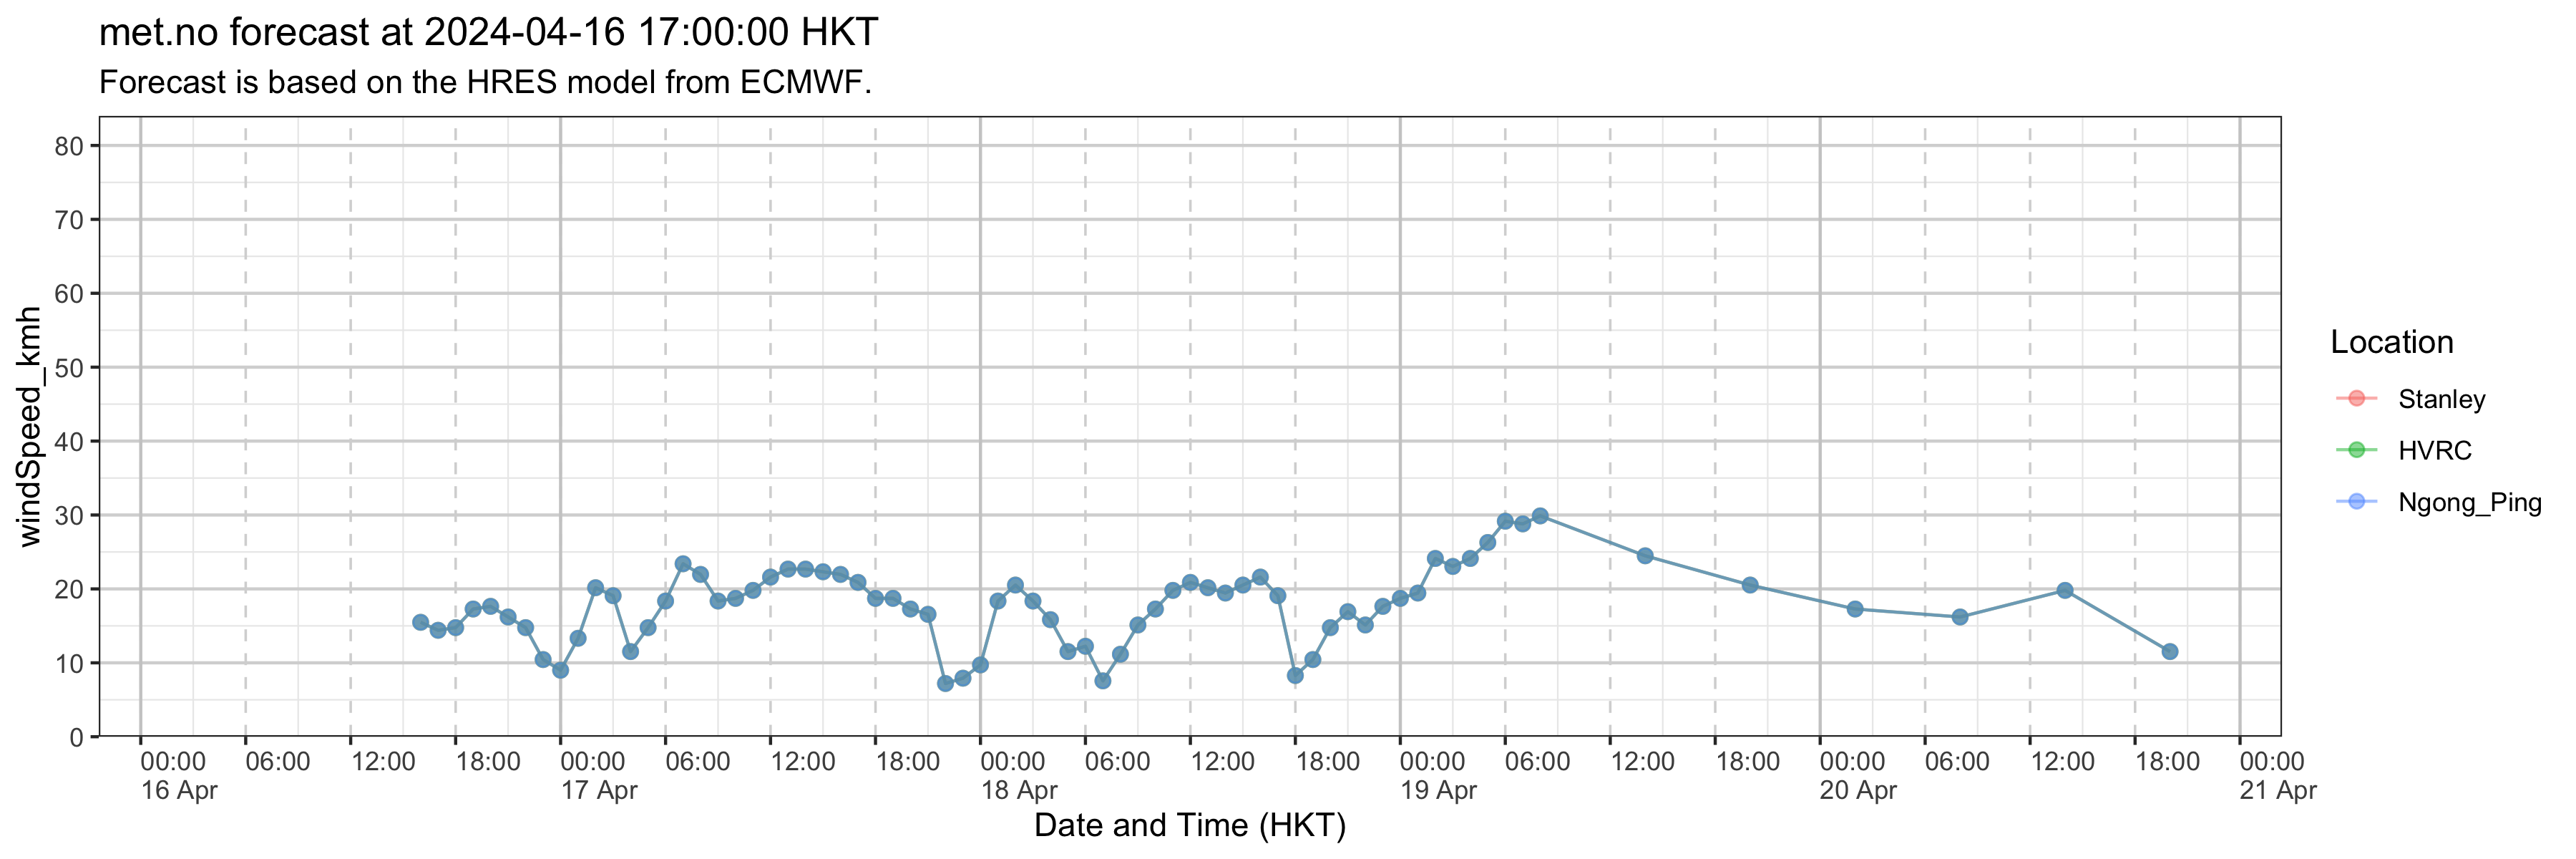 met.no forecast at 2024-04-16 17:00:00 HKT
Forecast is based on the HRES model from ECMWF.
windSpeed_kmh
80
70
60
50
40
30
20
10
0
00:00 06:00 12:00 18:00 00:00 06:00 12:00 18:00 00:00 06:00 12:00 18:00 00:00 06:00 12:00 18:00 00:00 06:00 12:00 18:00 00:00
16 Apr 17 Apr 18 Apr 19 Apr 20 Apr 21 Apr
Date and Time (HKT)
Location
Stanley
HVRC
Ngong_Ping